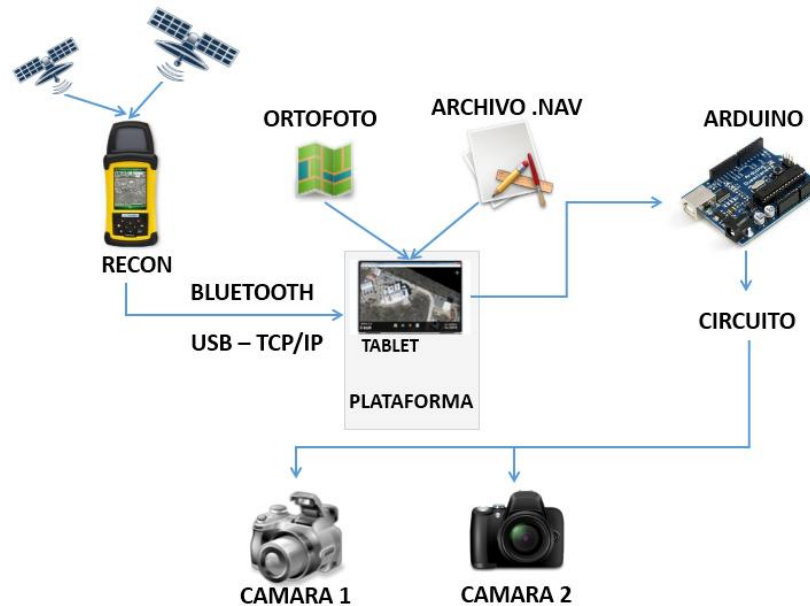 ORTOFOTO
ARCHIVO .NAV
ARDUINO
RECON
BLUETOOTH
USB – TCP/IP
TABLET
PLATAFORMA
CIRCUITO
CAMARA 1
CAMARA 2